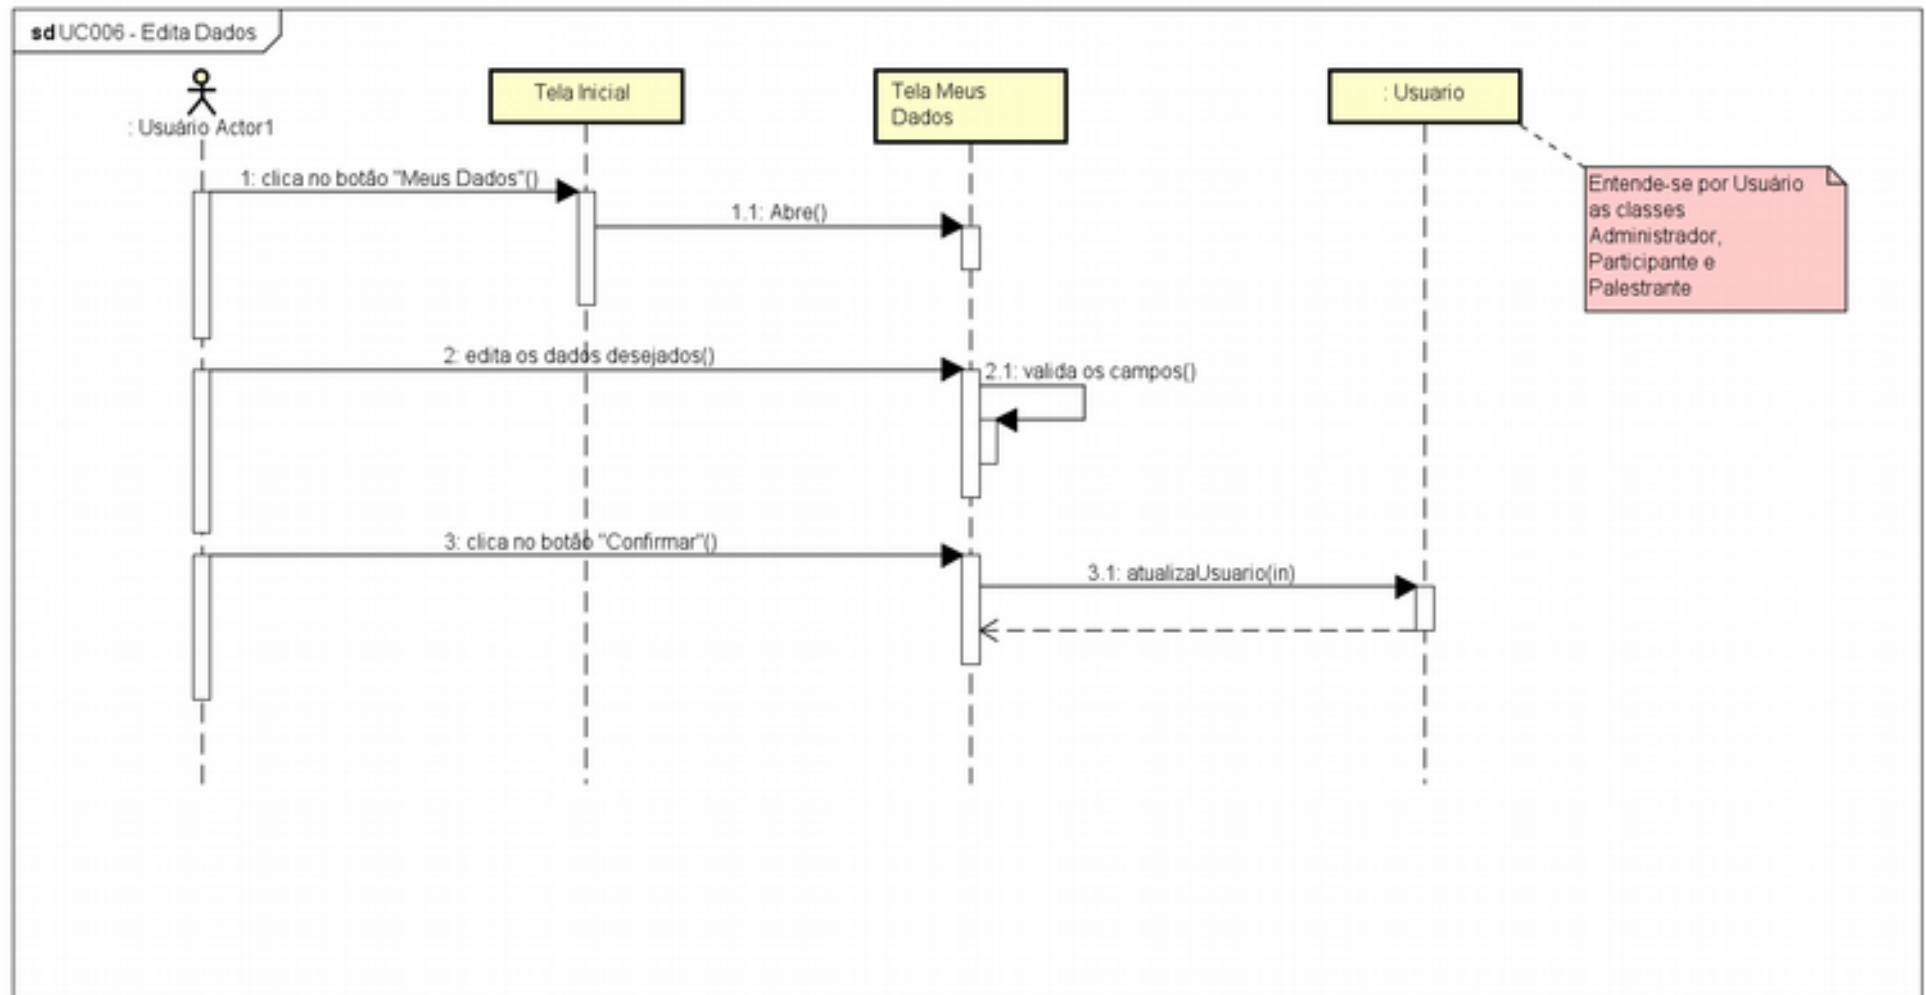 sd UC006 - Edita Dados
: Usuário Actor1
Tela Inicial
Tela Meus
Dados
: Usuario
1: clica no botão "Meus Dados"()
1.1: Abre()
Entende-se por Usuário
as classes
Administrador,
Participante e
Palestrante
2: edita os dados desejados()
2.1: valida os campos()
3: clica no botão "Confirmar"()
3.1: atualizaUsuario(in)